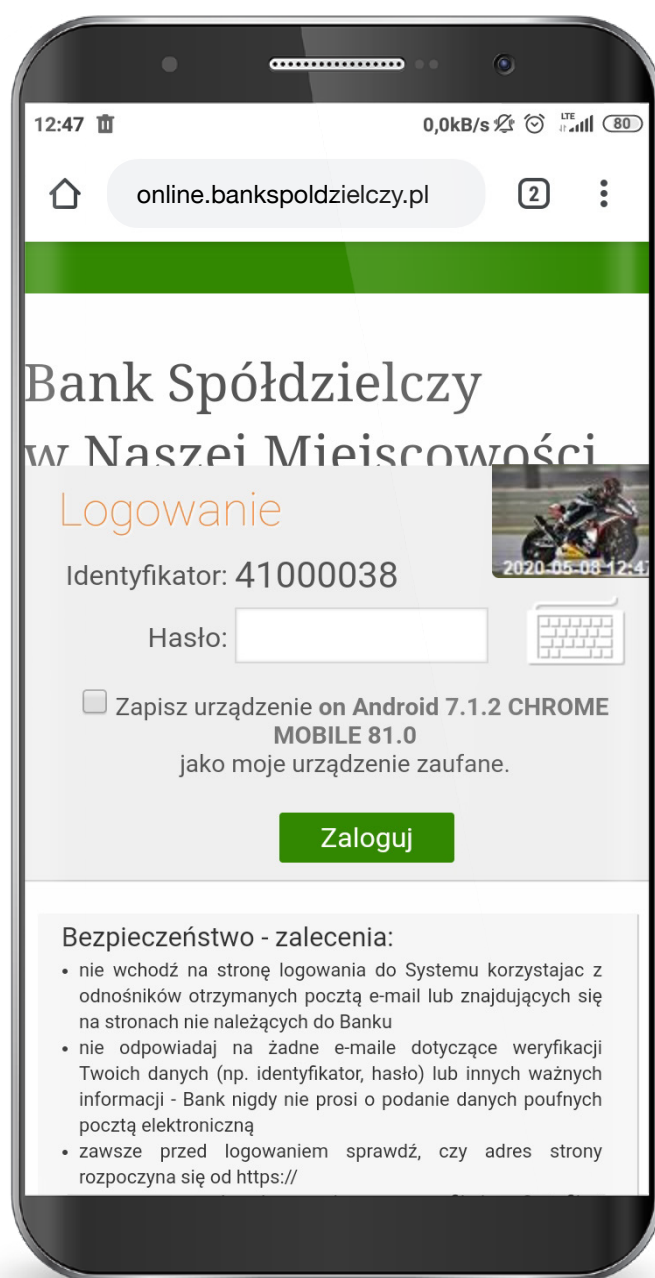 12:47
0,0kB/s LTE 80
online.bankspoldzielczy.pl 2
Bank Spółdzielczy
w Naszej Miejscowości
Logowanie
2020-05-08 12:47
Identyfikator: 41000038
Hasło:
Zapisz urządzenie on Android 7.1.2 CHROME
MOBILE 81.0
jako moje urządzenie zaufane.
Zaloguj
Bezpieczeństwo - zalecenia:
• nie wchodź na stronę logowania do Systemu korzystajac z
odnośników otrzymanych pocztą e-mail lub znajdujących się
na stronach nie należących do Banku
• nie odpowiadaj na żadne e-maile dotyczące weryfikacji
Twoich danych (np. identyfikator, hasło) lub innych ważnych
informacji - Bank nigdy nie prosi o podanie danych poufnych
pocztą elektroniczną
• zawsze przed logowaniem sprawdź, czy adres strony
rozpoczyna się od https://